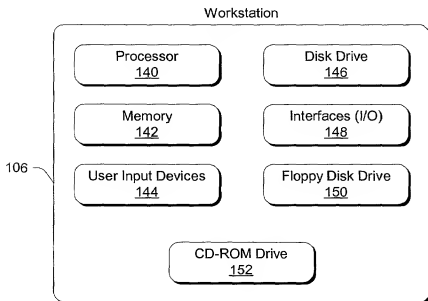 Workstation
Processor
140
Disk Drive
146
Memory
142
Interfaces (I/O)
148
106
User Input Devices
144
Floppy Disk Drive
150
CD-ROM Drive
152